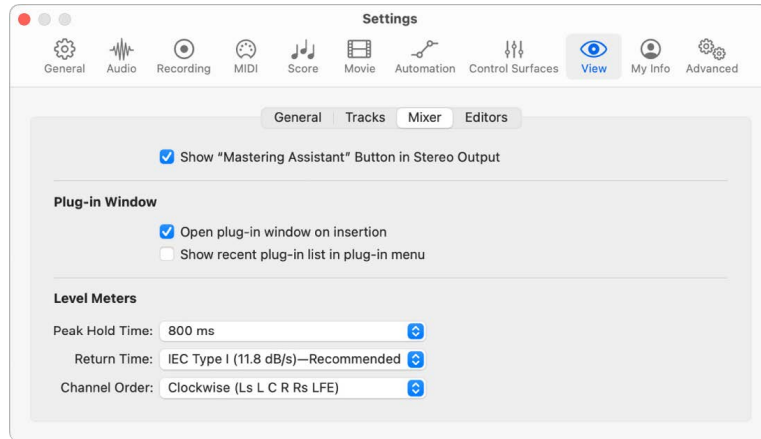 Settings
General Audio Recording MIDI Score Movie Automation Control Surfaces View My Info Advanced
General Tracks Mixer Editors
Show “Mastering Assistant” Button in Stereo Output
Plug-in Window
Open plug-in window on insertion
Show recent plug-in list in plug-in menu
Level Meters
Peak Hold Time: 800 ms
Return Time: IEC Type I (11.8 dB/s)—Recommended
Channel Order: Clockwise (Ls L C R Rs LFE)